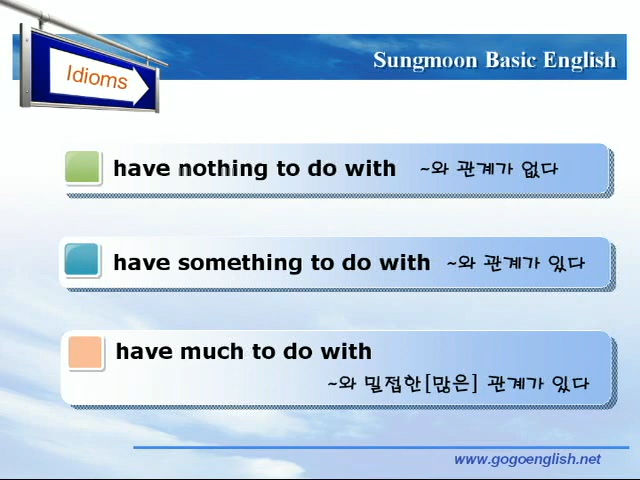 Idioms
Sungmoon Basic English
have nothing to do with ~와 관계가 없다
have something to do with ~와 관계가 있다
have much to do with
~와 밀접한[많은] 관계가 있다
www.gogoenglish.net